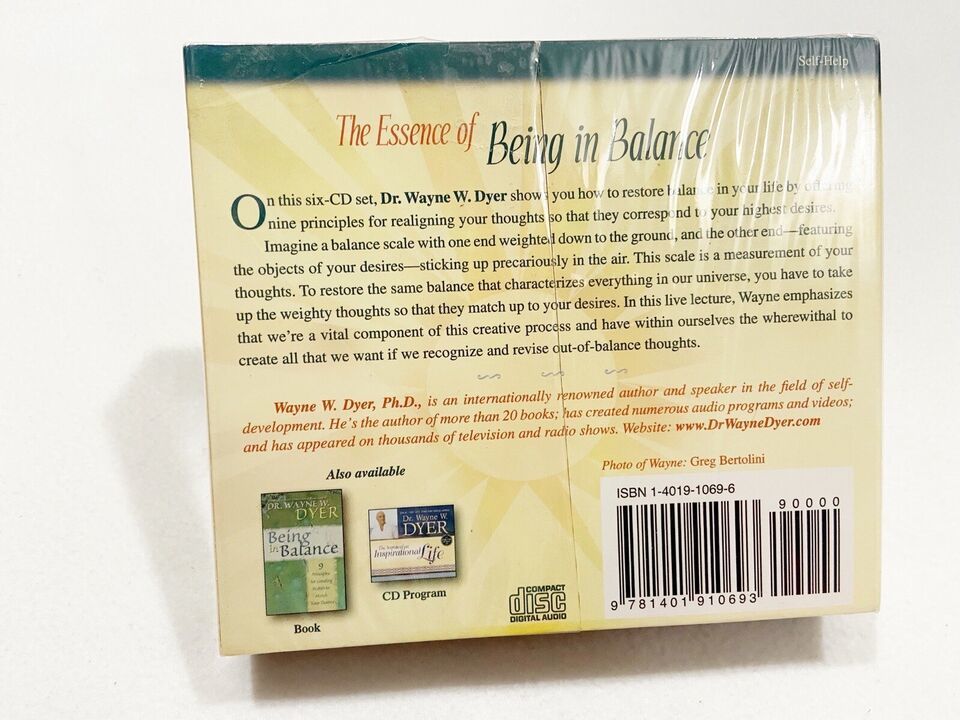 Self-Help
The Essence of Being in Balance
On this six-CD set, Dr. Wayne W. Dyer shows you how to restore balance in your life by offering
nine principles for realigning your thoughts so that they correspond to your highest desires.
Imagine a balance scale with one end weighted down to the ground, and the other end—featuring
the objects of your desires—sticking up precariously in the air. This scale is a measurement of your
thoughts. To restore the same balance that characterizes everything in our universe, you have to take
up the weighty thoughts so that they match up to your desires. In this live lecture, Wayne emphasizes
that we're a vital component of this creative process and have within ourselves the wherewithal to
create all that we want if we recognize and revise out-of-balance thoughts.
Wayne W. Dyer, Ph.D., is an internationally renowned author and speaker in the field of self-
development. He's the author of more than 20 books; has created numerous audio programs and videos;
and has appeared on thousands of television and radio shows. Website: www.DrWayneDyer.com
Photo of Wayne: Greg Bertolini
Also available
DR. WAYNE W.
DYER
Being
in Balance
9
Principles
Book
Dr. Wayne W.
DYER
Inspirational Life
CD Program
COMPACT
disc
DIGITAL AUDIO
ISBN 1-4019-1069-6
90000
9 781401 910693